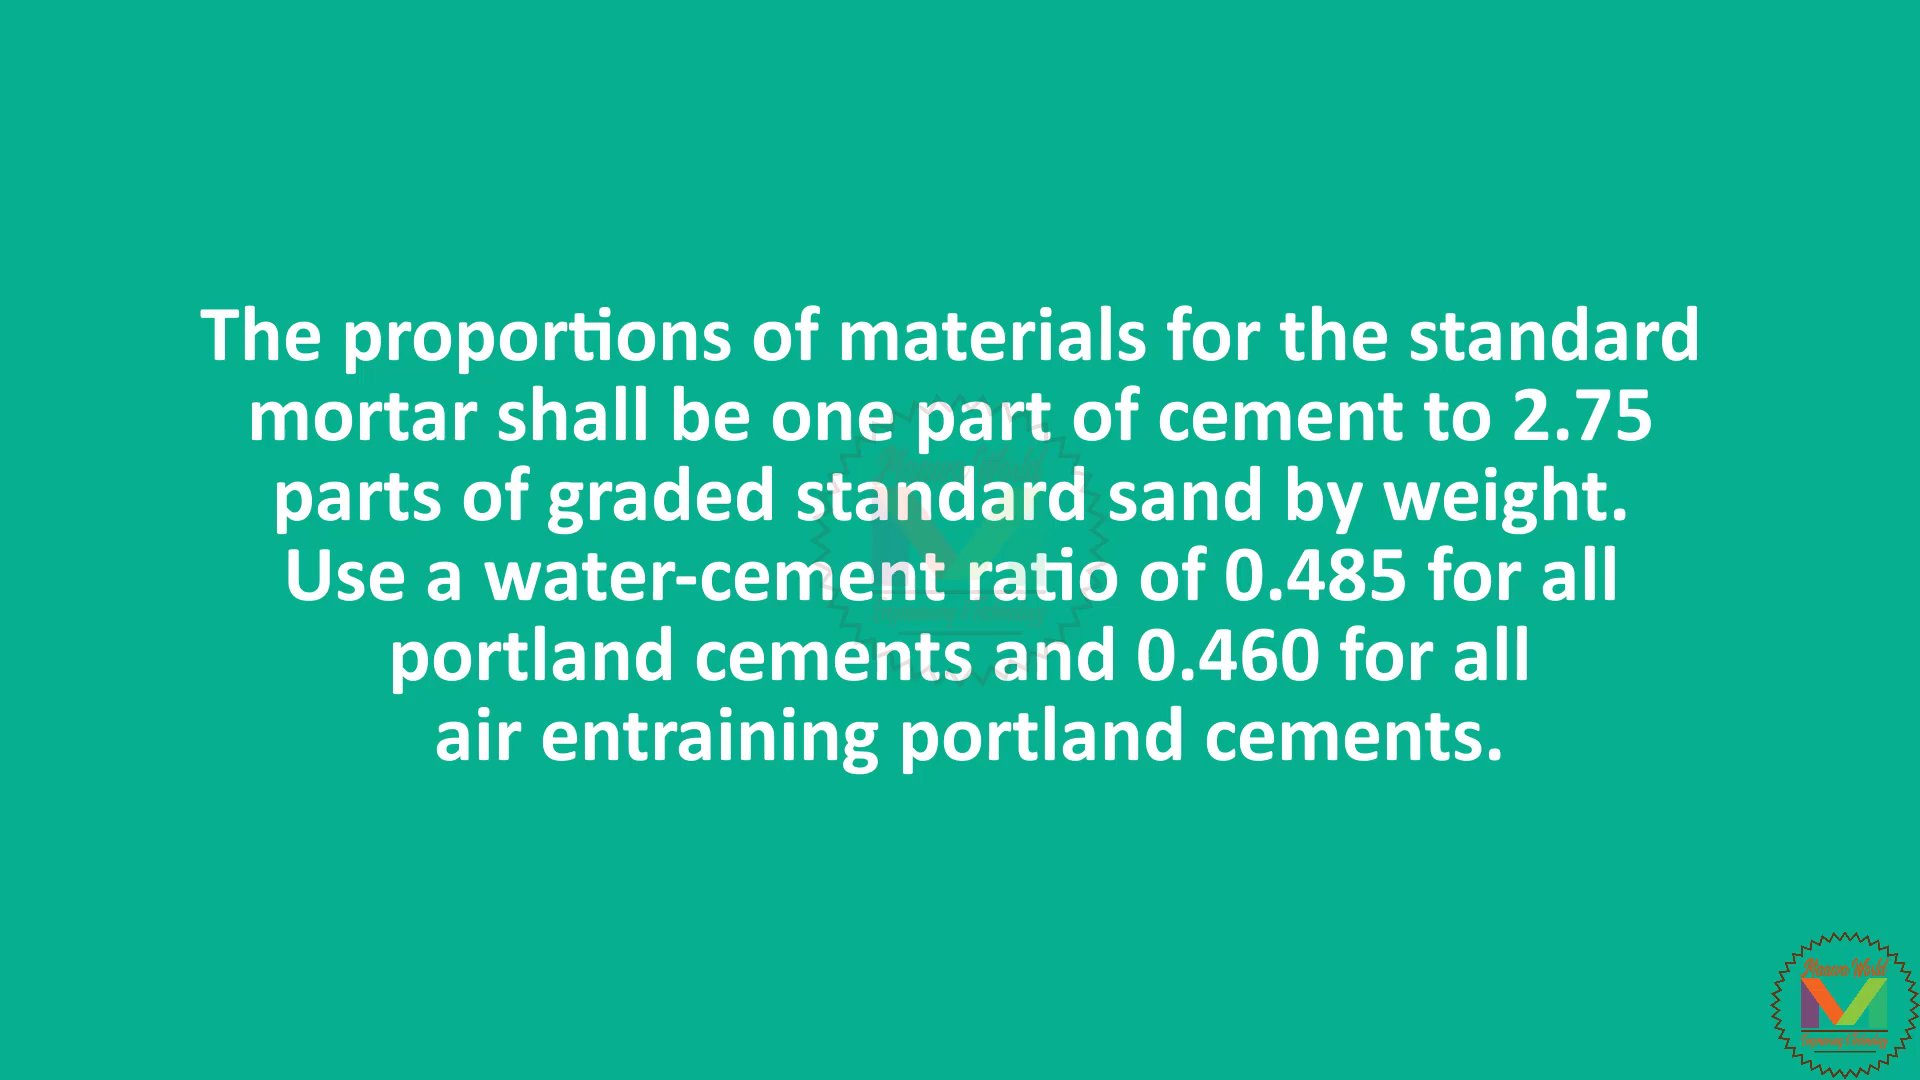 The proportions of materials for the standard
mortar shall be one part of cement to 2.75
parts of graded standard sand by weight.
Use a water-cement ratio of 0.485 for all
portland cements and 0.460 for all
air entraining portland cements.
Engineering & Technology